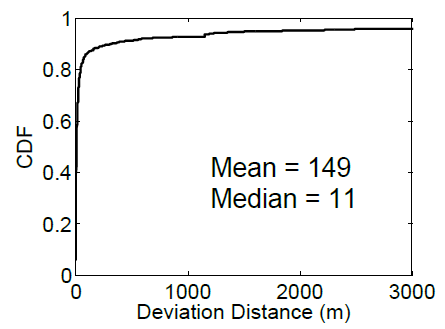 1
0.8
0.6
0.4
0.2
0
CDF
Mean = 149
Median = 11
0 1000 2000 3000
Deviation Distance (m)